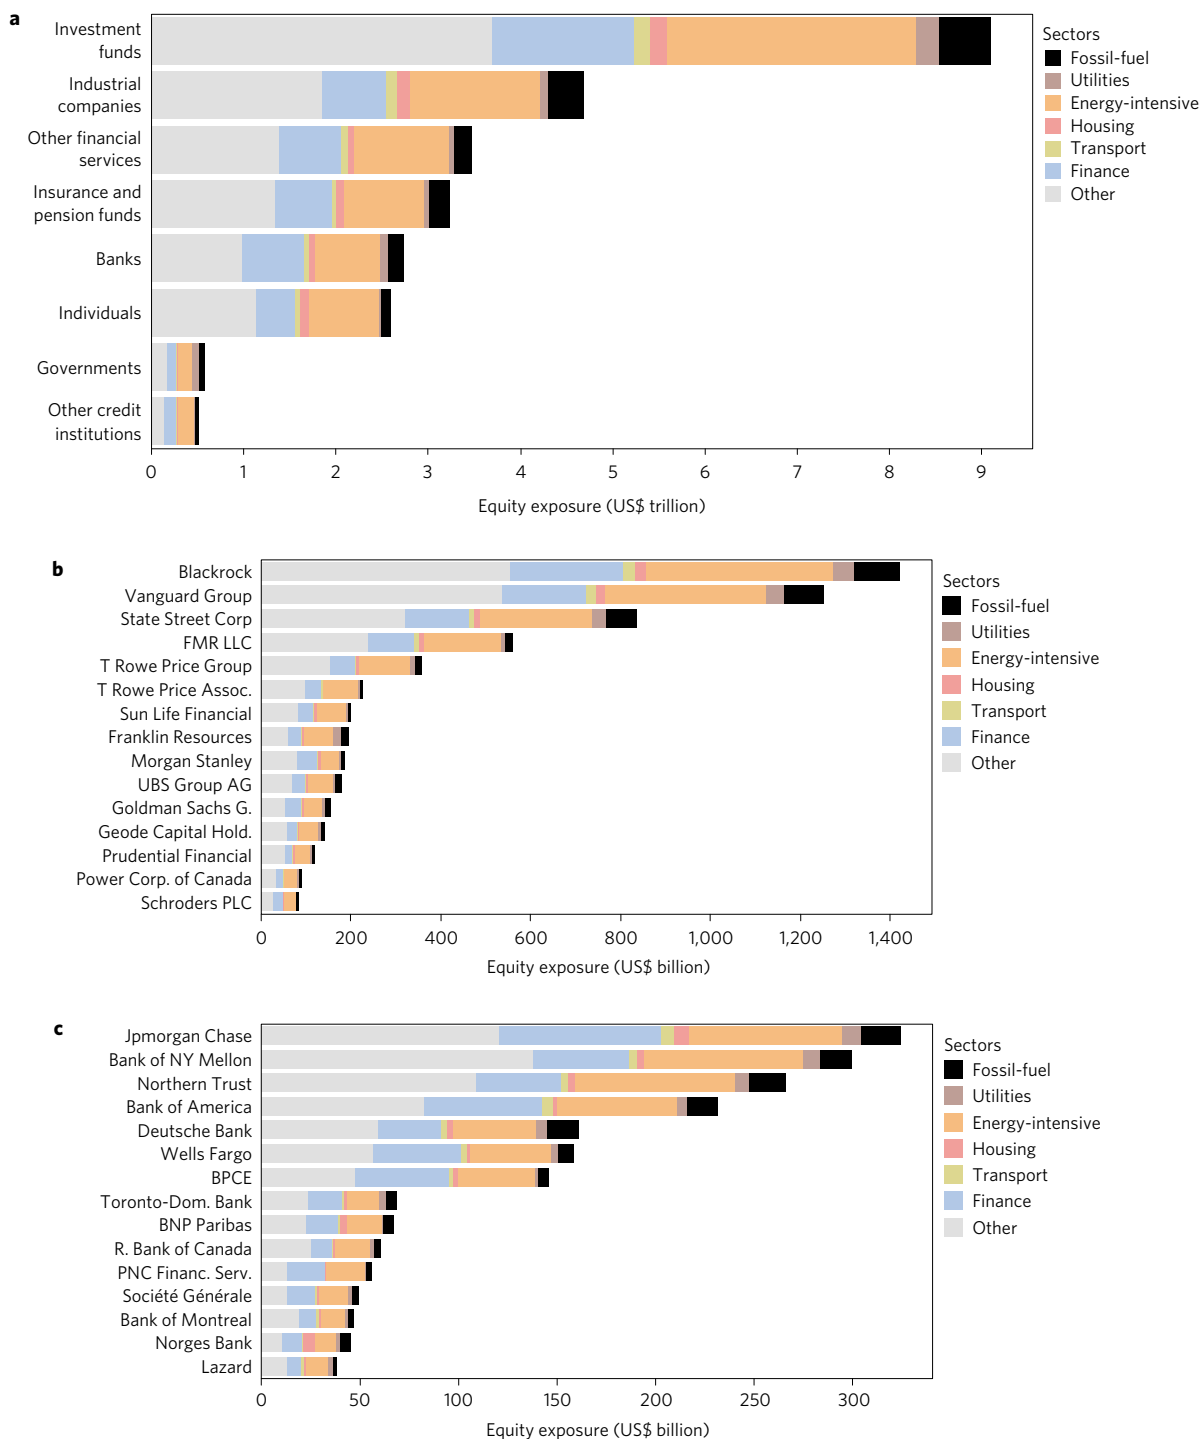 a
Investment
funds
Industrial
companies
Other financial
services
Insurance and
pension funds
Banks
Individuals
Governments
Other credit
institutions
0 1 2 3 4 5 6 7 8 9
Equity exposure (US$ trillion)
Sectors
Fossil-fuel
Utilities
Energy-intensive
Housing
Transport
Finance
Other
b
Blackrock
Vanguard Group
State Street Corp
FMR LLC
T Rowe Price Group
T Rowe Price Assoc.
Sun Life Financial
Franklin Resources
Morgan Stanley
UBS Group AG
Goldman Sachs G.
Geode Capital Hold.
Prudential Financial
Power Corp. of Canada
Schroders PLC
0 200 400 600 800 1,000 1,200 1,400
Equity exposure (US$ billion)
Sectors
Fossil-fuel
Utilities
Energy-intensive
Housing
Transport
Finance
Other
c
Jpmorgan Chase
Bank of NY Mellon
Northern Trust
Bank of America
Deutsche Bank
Wells Fargo
BPCE
Toronto-Dom. Bank
BNP Paribas
R. Bank of Canada
PNC Financ. Serv.
Société Générale
Bank of Montreal
Norges Bank
Lazard
0 50 100 150 200 250 300
Equity exposure (US$ billion)
Sectors
Fossil-fuel
Utilities
Energy-intensive
Housing
Transport
Finance
Other